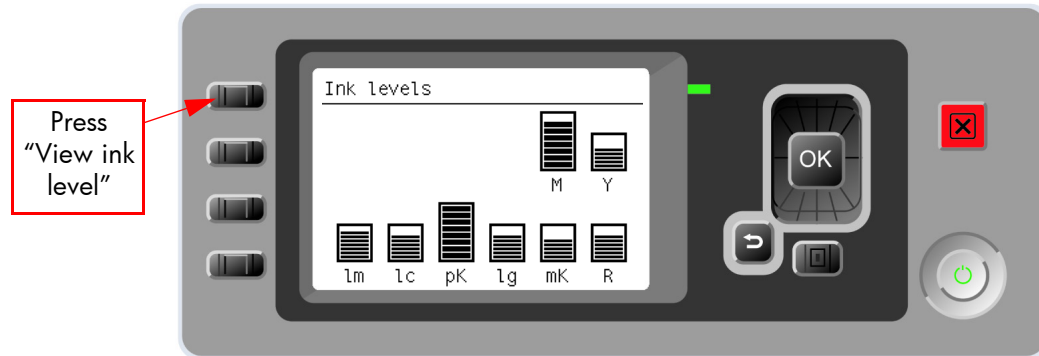 Press
“View ink
level”
Ink levels
M Y
lm lc pK lg mK R
OK